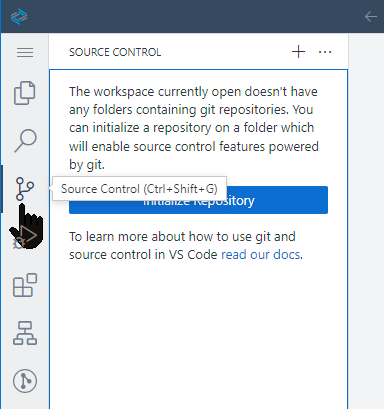 SOURCE CONTROL
The workspace currently open doesn't have
any folders containing git repositories. You
can initialize a repository on a folder which
will enable source control features powered
by git.
Source Control (Ctrl+Shift+G)
Initialize Repository
To learn more about how to use git and
source control in VS Code read our docs.